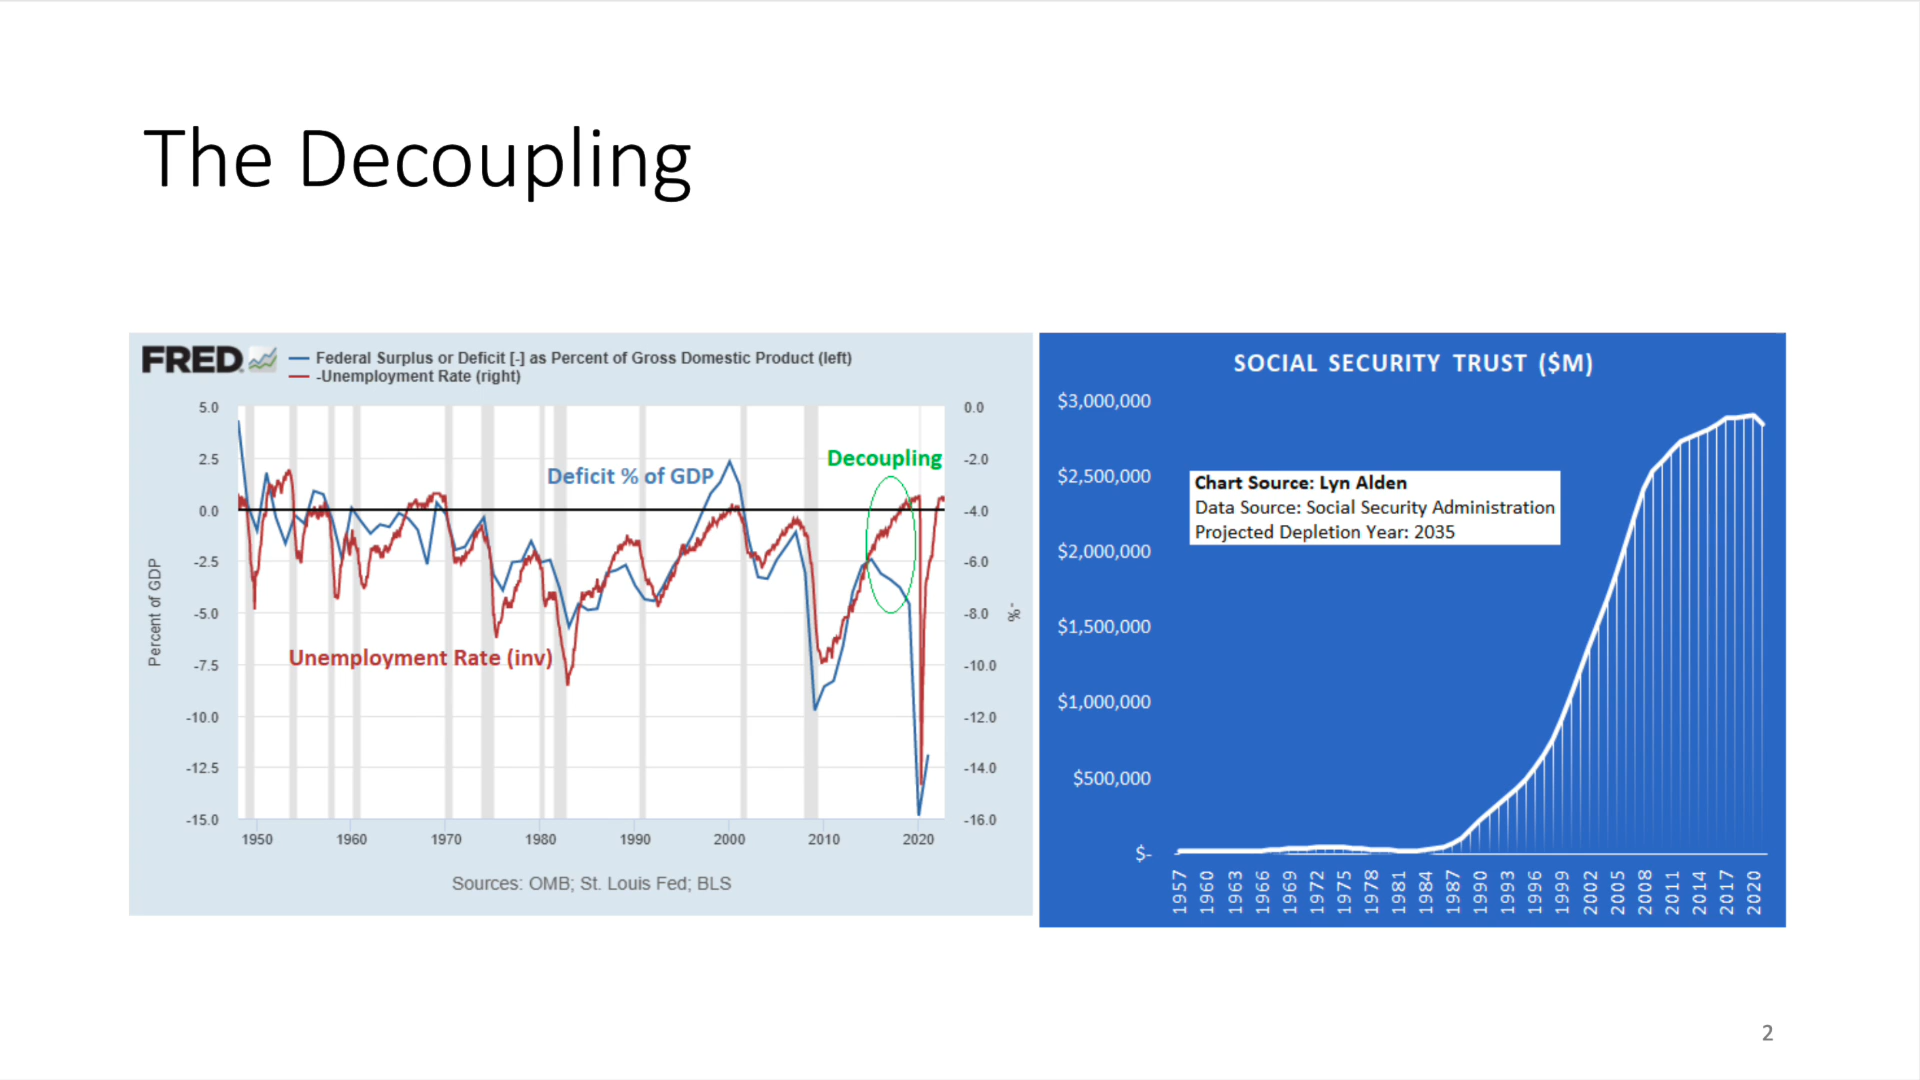 The Decoupling
FRED
Federal Surplus or Deficit [-] as Percent of Gross Domestic Product (left)
-Unemployment Rate (right)
5.0
2.5
0.0
-2.5
-5.0
-7.5
-10.0
-12.5
-15.0
Percent of GDP
0.0
-2.0
-4.0
-6.0
-8.0
-10.0
-12.0
-14.0
-16.0
%-
Decoupling
Deficit % of GDP
Unemployment Rate (inv)
1950 1960 1970 1980 1990 2000 2010 2020
Sources: OMB; St. Louis Fed; BLS
SOCIAL SECURITY TRUST ($M)
$3,000,000
$2,500,000
$2,000,000
$1,500,000
$1,000,000
$500,000
$-
Chart Source: Lyn Alden
Data Source: Social Security Administration
Projected Depletion Year: 2035
1957 1960 1963 1966 1969 1972 1975 1978 1981 1984 1987 1990 1993 1996 1999 2002 2005 2008 2011 2014 2017 2020
2